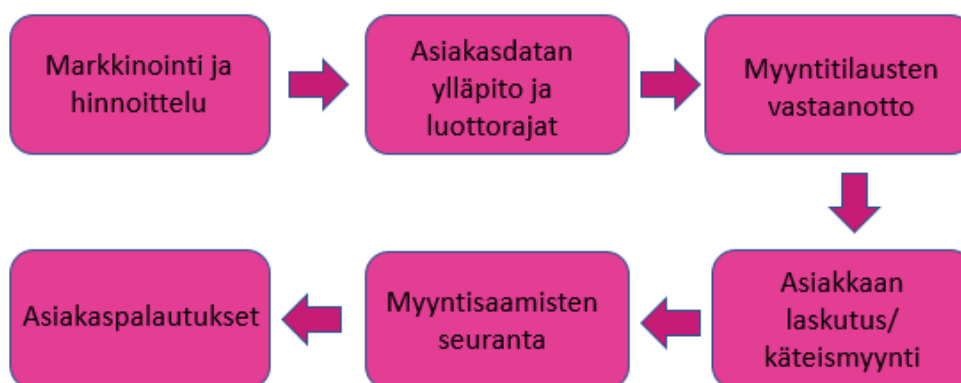 Markkinointi ja
hinnoittelu
Asiakasdatan
ylläpito ja
luottorajat
Myyntitilausten
vastaanotto
Asiakkaan
laskutus/
käteismyynti
Myyntisaamisten
seuranta
Asiakaspalautukset